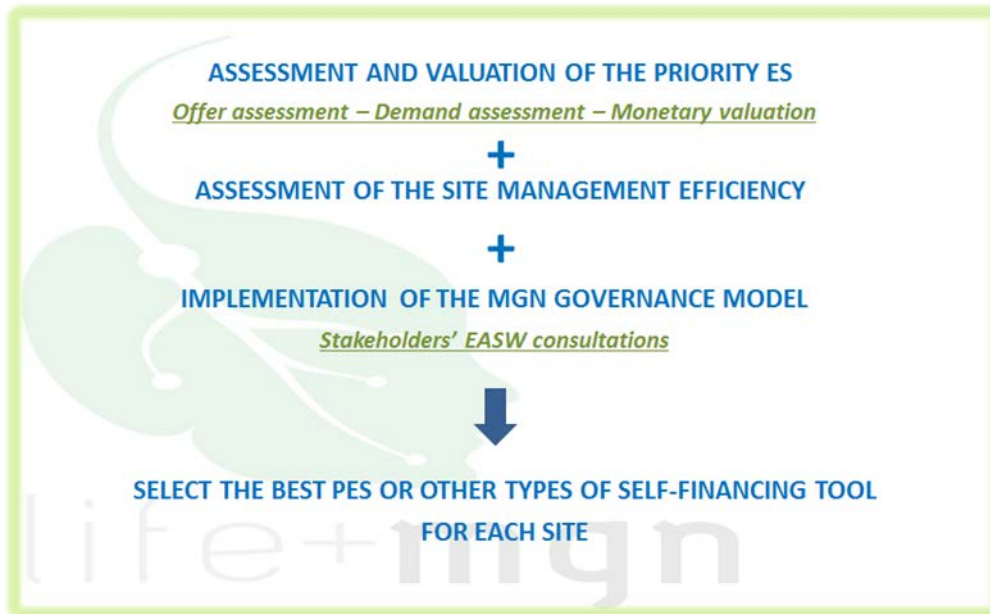 ASSESSMENT AND VALUATION OF THE PRIORITY ES
Offer assessment – Demand assessment – Monetary valuation
+
ASSESSMENT OF THE SITE MANAGEMENT EFFICIENCY
+
IMPLEMENTATION OF THE MGN GOVERNANCE MODEL
Stakeholders’ EASW consultations
SELECT THE BEST PES OR OTHER TYPES OF SELF-FINANCING TOOL
FOR EACH SITE
life+mgn